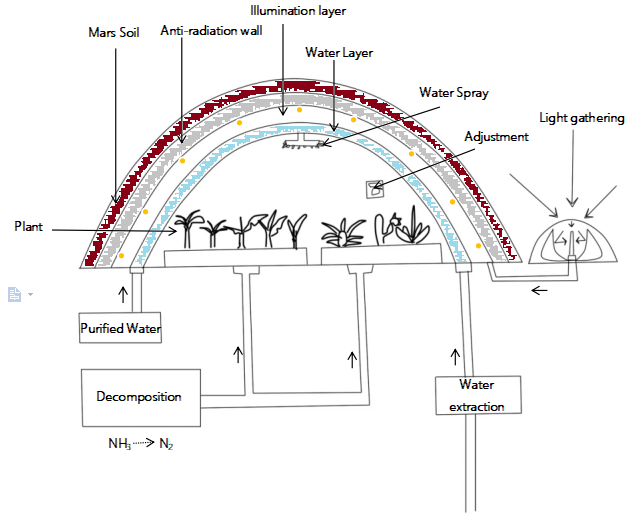 Illumination layer
Mars Soil
Anti-radiation wall
Water Layer
Water Spray
Light gathering
Adjustment
Plant
Purified Water
Decomposition
Water
extraction
NH₃ ⇢ N₂